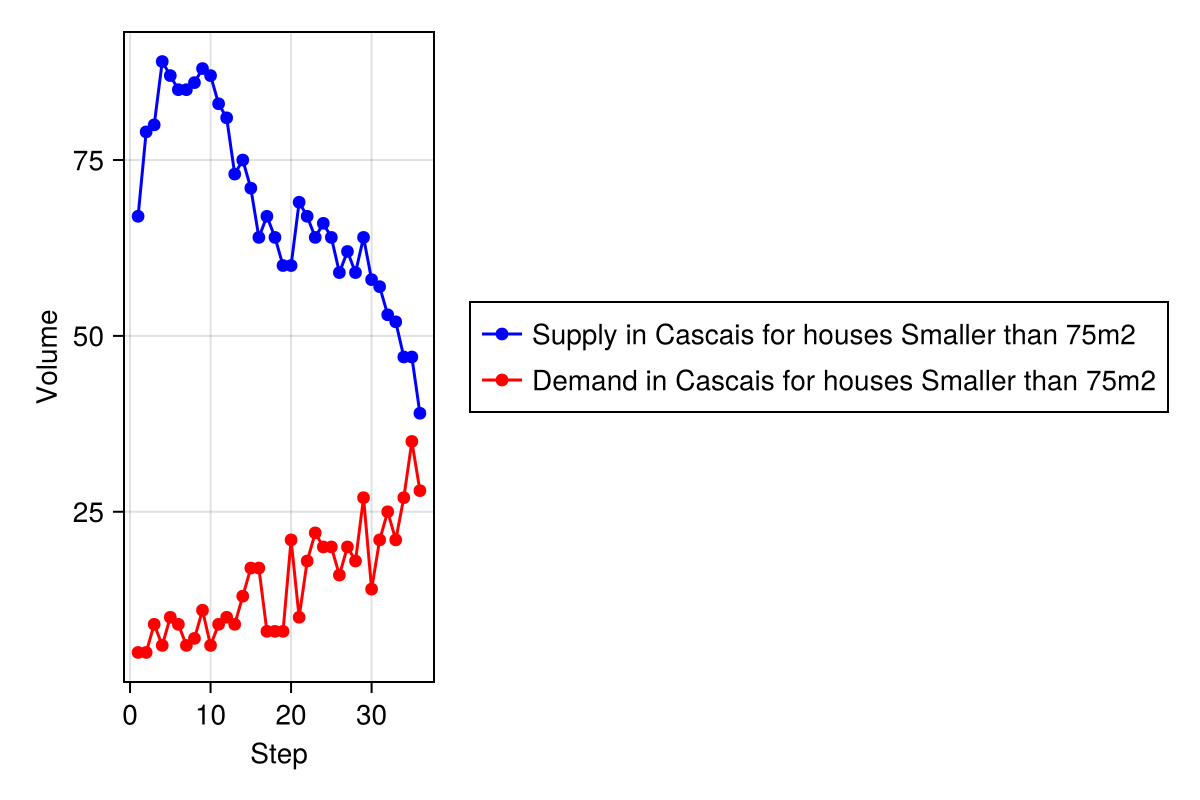 75
50
25
Volume
0 10 20 30
Step
Supply in Cascais for houses Smaller than 75m2
Demand in Cascais for houses Smaller than 75m2